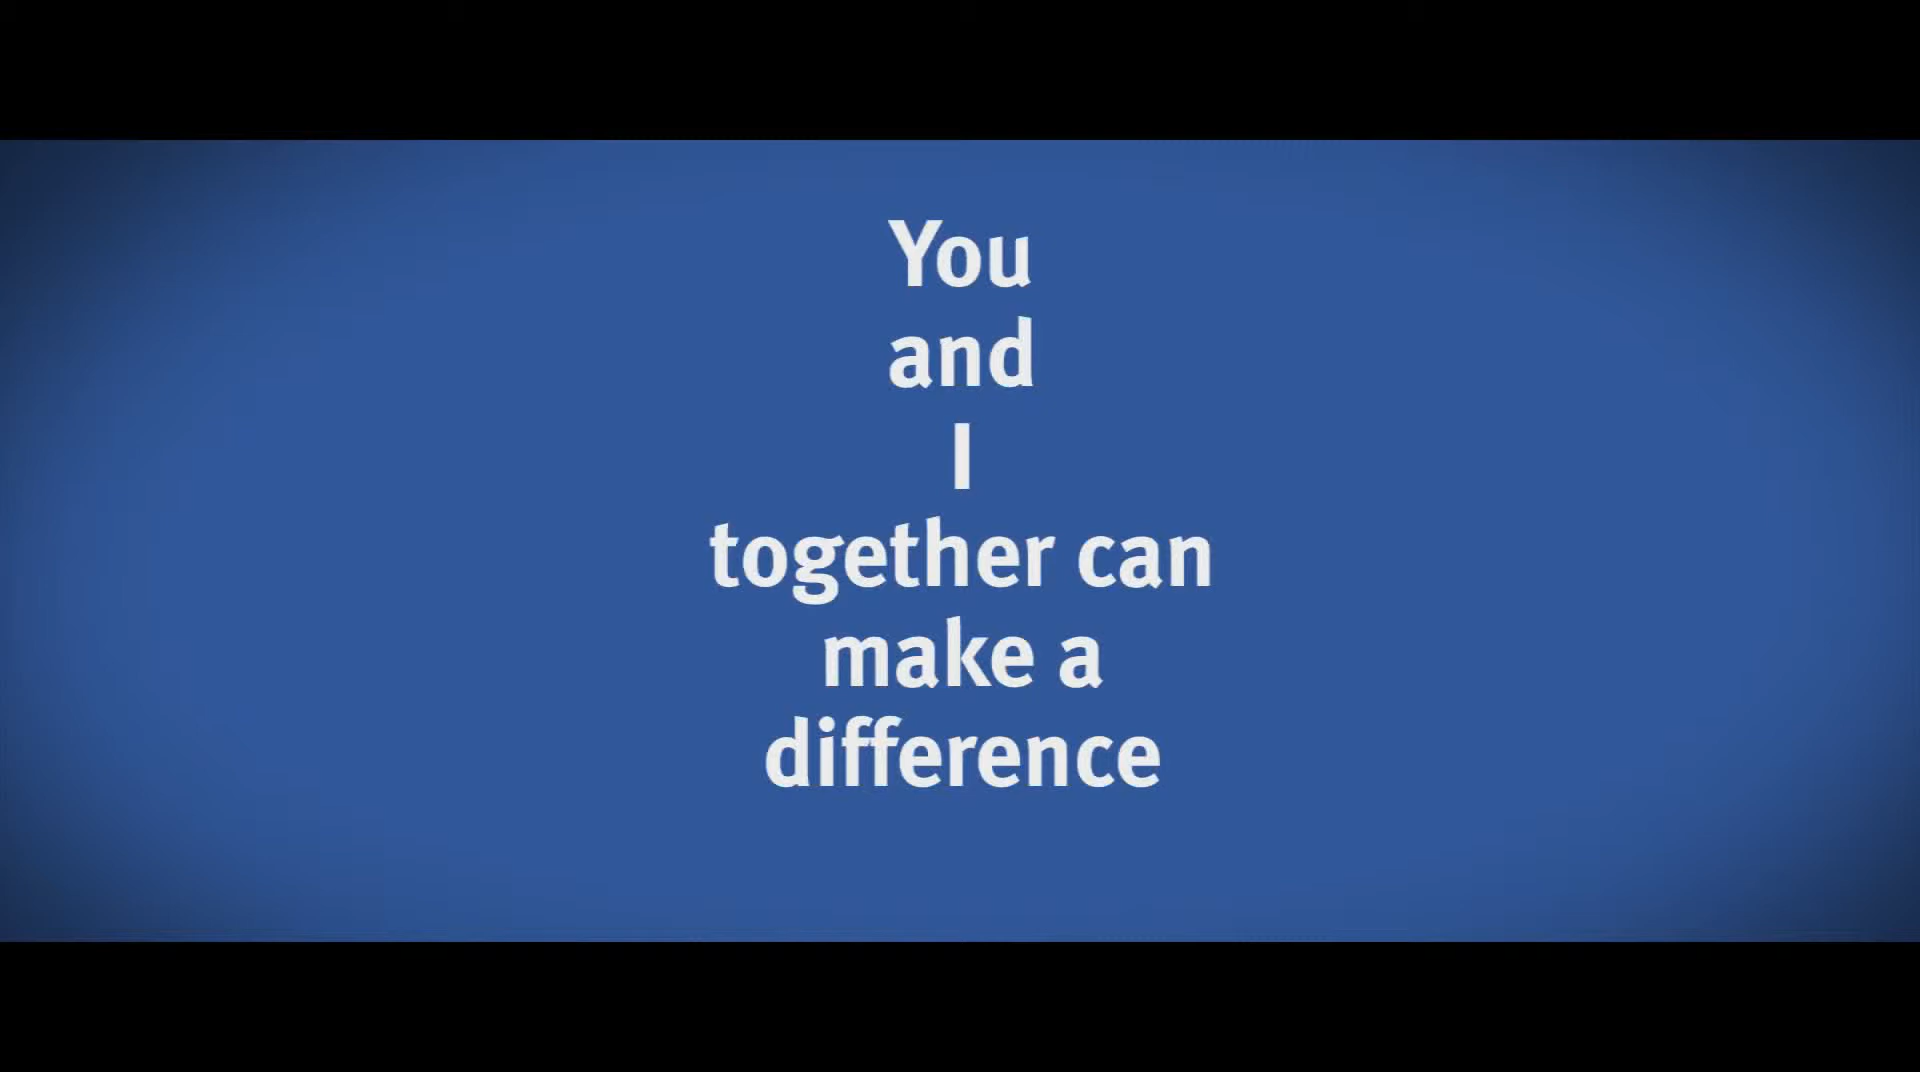 You
and
I
together can
make a
difference